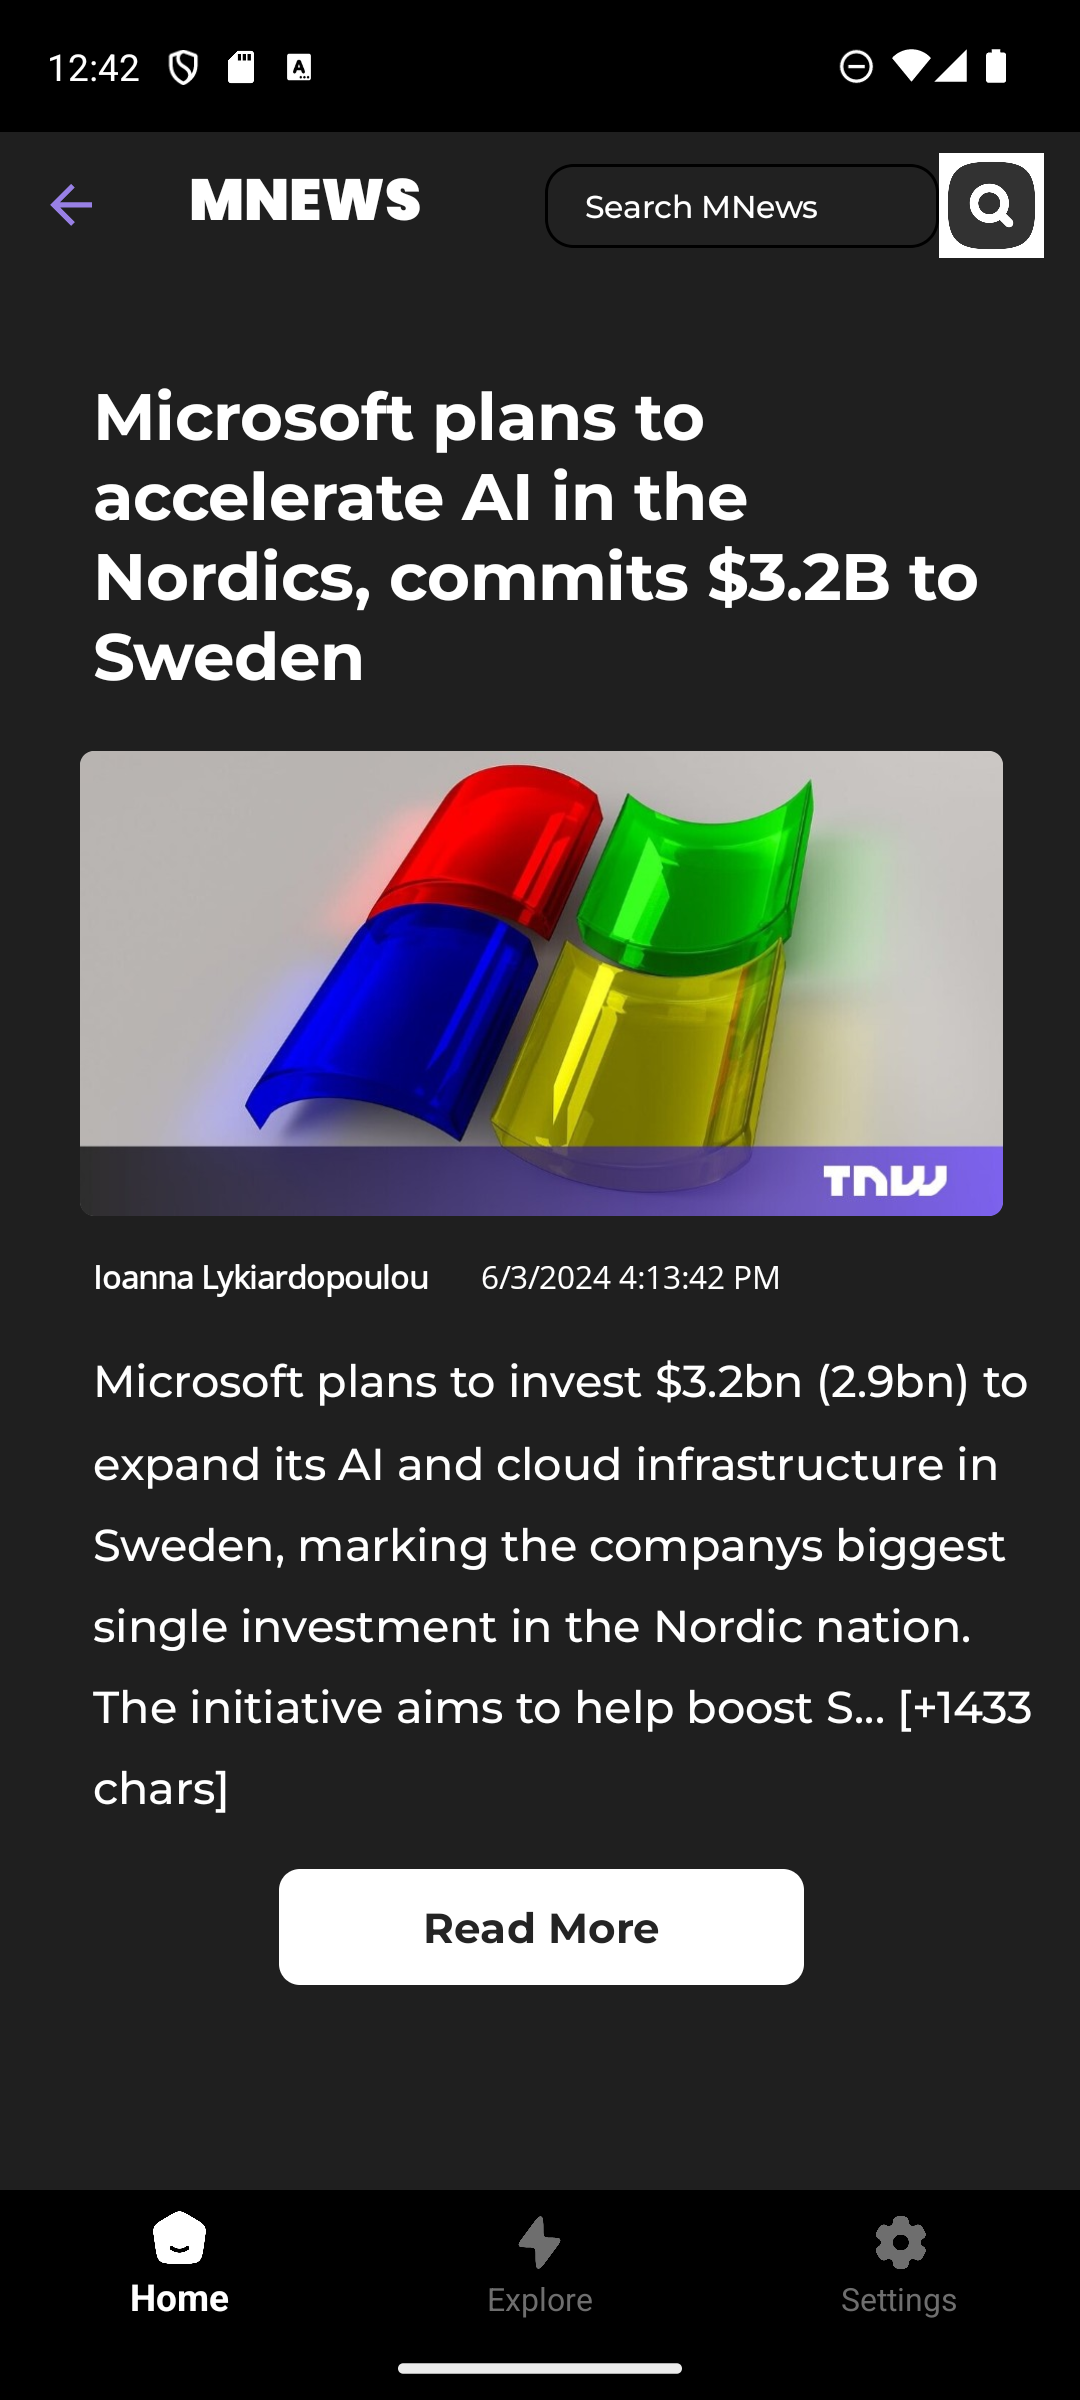 12:42
A
MNEWS
Search MNews
Microsoft plans to
accelerate AI in the
Nordics, commits $3.2B to
Sweden
TNW
Ioanna Lykiardopoulou 6/3/2024 4:13:42 PM
Microsoft plans to invest $3.2bn (2.9bn) to
expand its AI and cloud infrastructure in
Sweden, marking the companys biggest
single investment in the Nordic nation.
The initiative aims to help boost S... [+1433
chars]
Read More
Home Explore Settings